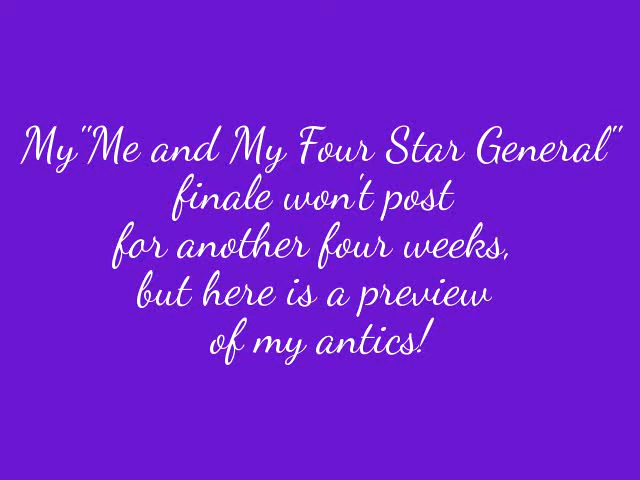 My"Me and My Four Star General"
finale won't post
for another four weeks,
but here is a preview
of my antics!